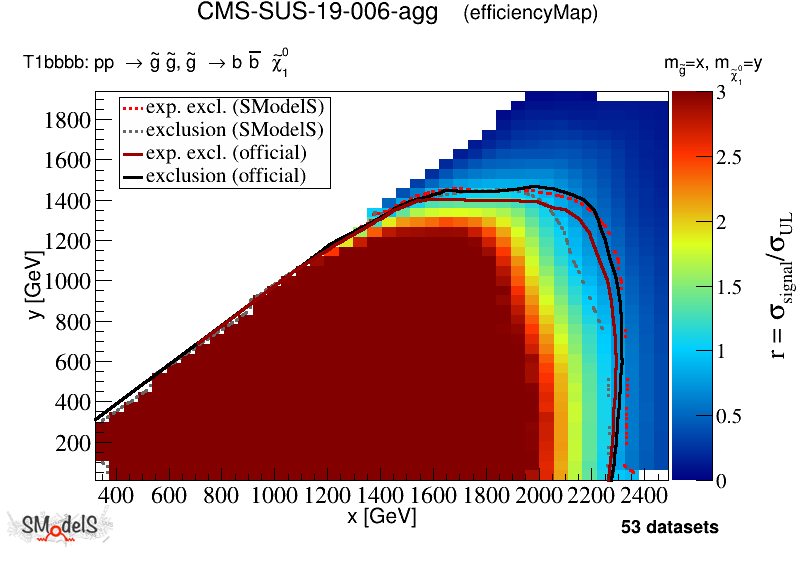 CMS-SUS-19-006-agg (efficiencyMap)
T1bbbb: pp → g̃ g̃, g̃ → b b̅ χ̃₁⁰
m_g̃=x, m_χ̃₁⁰=y
exp. excl. (SModelS)
exclusion (SModelS)
exp. excl. (official)
exclusion (official)
1800
1600
1400
1200
1000
800
600
400
200
y [GeV]
400 600 800 1000 1200 1400 1600 1800 2000 2200 2400
x [GeV]
3
2.5
2
1.5
1
0.5
0
r = σ_signal/σ_UL
SModelS
53 datasets